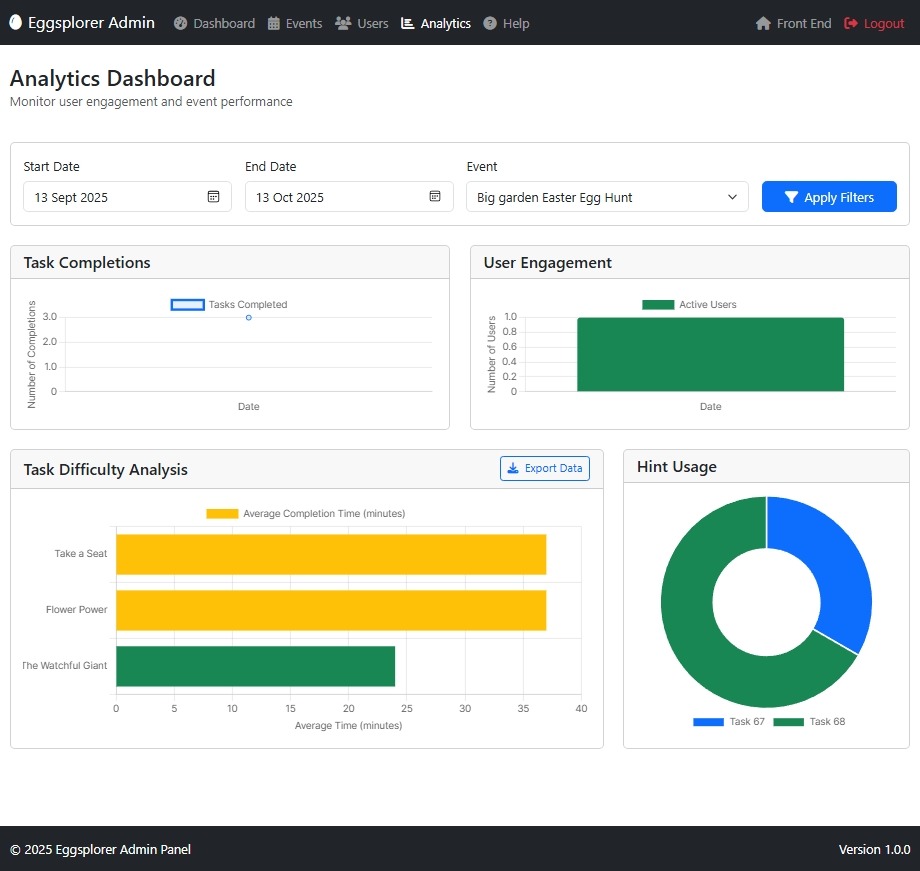 Eggsplorer Admin Dashboard Events Users Analytics Help Front End Logout
Analytics Dashboard
Monitor user engagement and event performance
Start Date
13 Sept 2025
End Date
13 Oct 2025
Event
Big garden Easter Egg Hunt
Apply Filters
Task Completions
Tasks Completed
Number of Completions
3.0
2.0
1.0
0
Date
User Engagement
Active Users
Number of Users
1.0
0.8
0.6
0.4
0.2
0
Date
Task Difficulty Analysis
Export Data
Average Completion Time (minutes)
Take a Seat
Flower Power
The Watchful Giant
0 5 10 15 20 25 30 35 40
Average Time (minutes)
Hint Usage
Task 67 Task 68
© 2025 Eggsplorer Admin Panel
Version 1.0.0